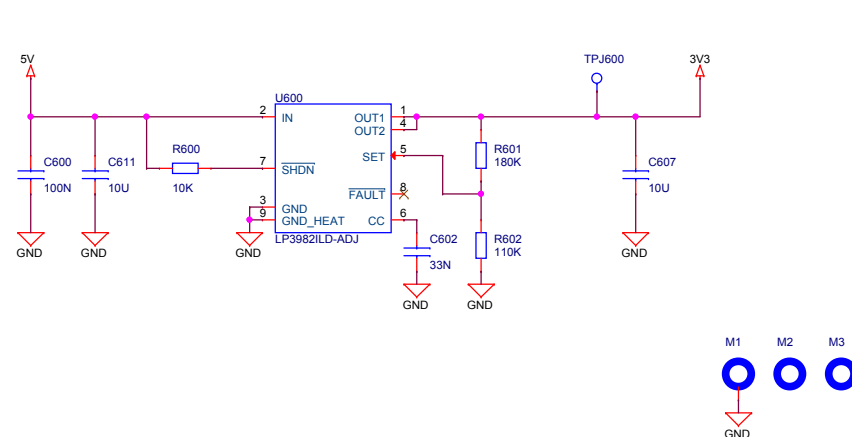 5V
TPJ600
3V3
U600
2
IN
OUT1
1
OUT2
4
C600
100N
C611
10U
R600
10K
7
SHDN
SET
5
R601
180K
C607
10U
FAULT
8
3
GND
9
GND_HEAT
CC
6
LP3982ILD-ADJ
C602
33N
R602
110K
GND
GND
GND
GND
GND
GND
M1
M2
M3
GND